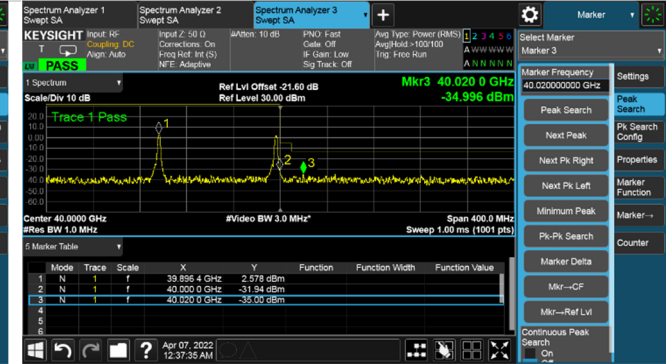 Spectrum Analyzer 1
Swept SA
Spectrum Analyzer 2
Swept SA
Spectrum Analyzer 3
Swept SA
Marker
KEYSIGHT
T
PASS
Input: RF
Coupling: DC
Align: Auto
Input Z: 50 Ω
Corrections: On
Freq Ref: Int (S)
NFE: Adaptive
#Atten: 10 dB
PNO: Fast
Gate: Off
IF Gain: Low
Sig Track: Off
Avg Type: Power (RMS)
Avg|Hold:>100/100
Trig: Free Run
1 2 3 4 5 6
A W W W W W
A N N N N N
Select Marker
Marker 3
1 Spectrum
Scale/Div 10 dB
Ref Lvl Offset -21.60 dB
Ref Level 30.00 dBm
Mkr3 40.020 0 GHz
-34.996 dBm
Trace 1 Pass
20.0
10.0
0.00
-10.0
-20.0
-30.0
-40.0
-50.0
-60.0
1
2
3
Center 40.0000 GHz
#Res BW 1.0 MHz
#Video BW 3.0 MHz*
Span 400.0 MHz
Sweep 1.00 ms (1001 pts)
5 Marker Table
Mode Trace Scale X Y Function Function Width Function Value
1 N 1 f 39.896 4 GHz 2.578 dBm
2 N 1 f 40.000 0 GHz -31.94 dBm
3 N 1 f 40.020 0 GHz -35.00 dBm
4
5
6
Apr 07, 2022
12:37:35 AM
Marker Frequency
40.020000000 GHz
Peak Search
Next Peak
Next Pk Right
Next Pk Left
Minimum Peak
Pk-Pk Search
Marker Delta
Mkr→CF
Mkr→Ref Lvl
Continuous Peak
Search
On
Off
Settings
Peak
Search
Pk Search
Config
Properties
Marker
Function
Marker→
Counter